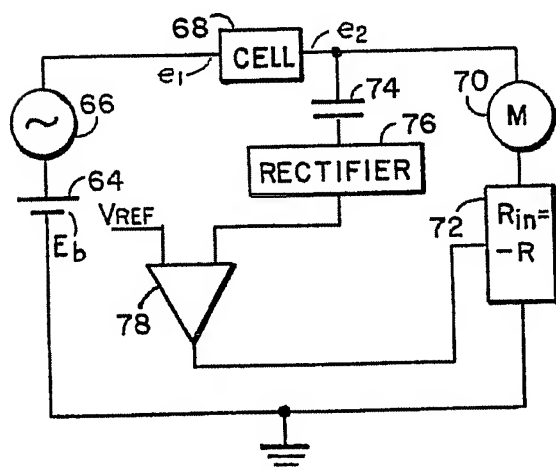 68
CELL
e1
e2
66
~
74
70
M
76
RECTIFIER
64
Eb
72
Rin=
-R
VREF
78